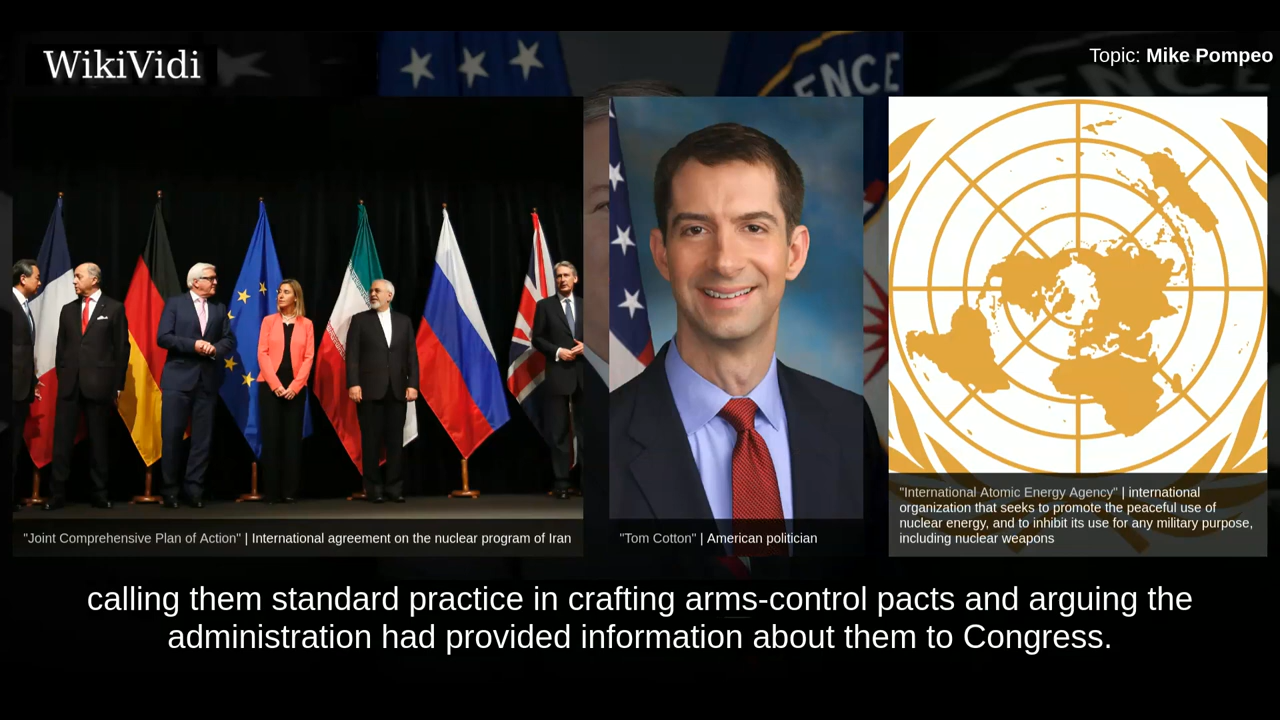 WikiVidi
Topic: Mike Pompeo
ENCE
"Joint Comprehensive Plan of Action" | International agreement on the nuclear program of Iran
"Tom Cotton" | American politician
"International Atomic Energy Agency" | international
organization that seeks to promote the peaceful use of
nuclear energy, and to inhibit its use for any military purpose,
including nuclear weapons
calling them standard practice in crafting arms-control pacts and arguing the
administration had provided information about them to Congress.